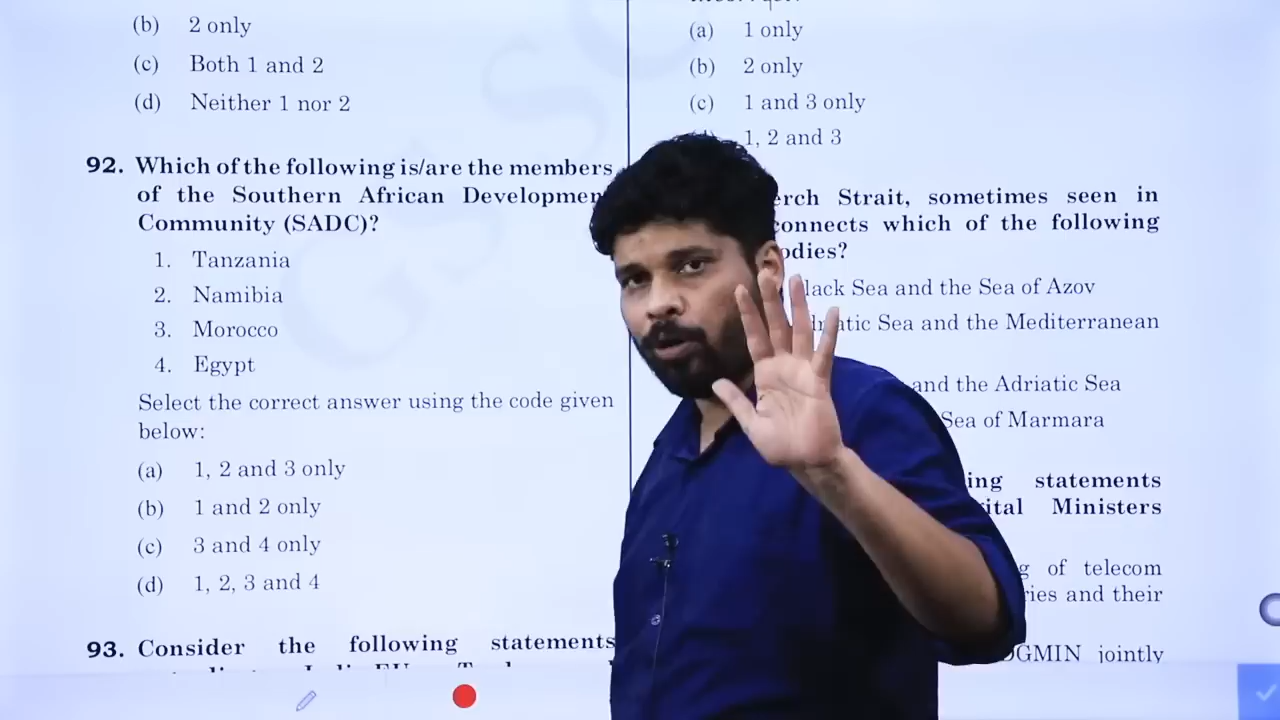 (b) 2 only
(c) Both 1 and 2
(d) Neither 1 nor 2
92. Which of the following is/are the members
of the Southern African Developmen
Community (SADC)?
1. Tanzania
2. Namibia
3. Morocco
4. Egypt
Select the correct answer using the code given
below:
(a) 1, 2 and 3 only
(b) 1 and 2 only
(c) 3 and 4 only
(d) 1, 2, 3 and 4
93. Consider the following statements
(a) 1 only
(b) 2 only
(c) 1 and 3 only
1, 2 and 3
erch Strait, sometimes seen in
connects which of the following
odies?
lack Sea and the Sea of Azov
driatic Sea and the Mediterranean
and the Adriatic Sea
Sea of Marmara
ing statements
ital Ministers
g of telecom
ries and their
OGMIN jointly